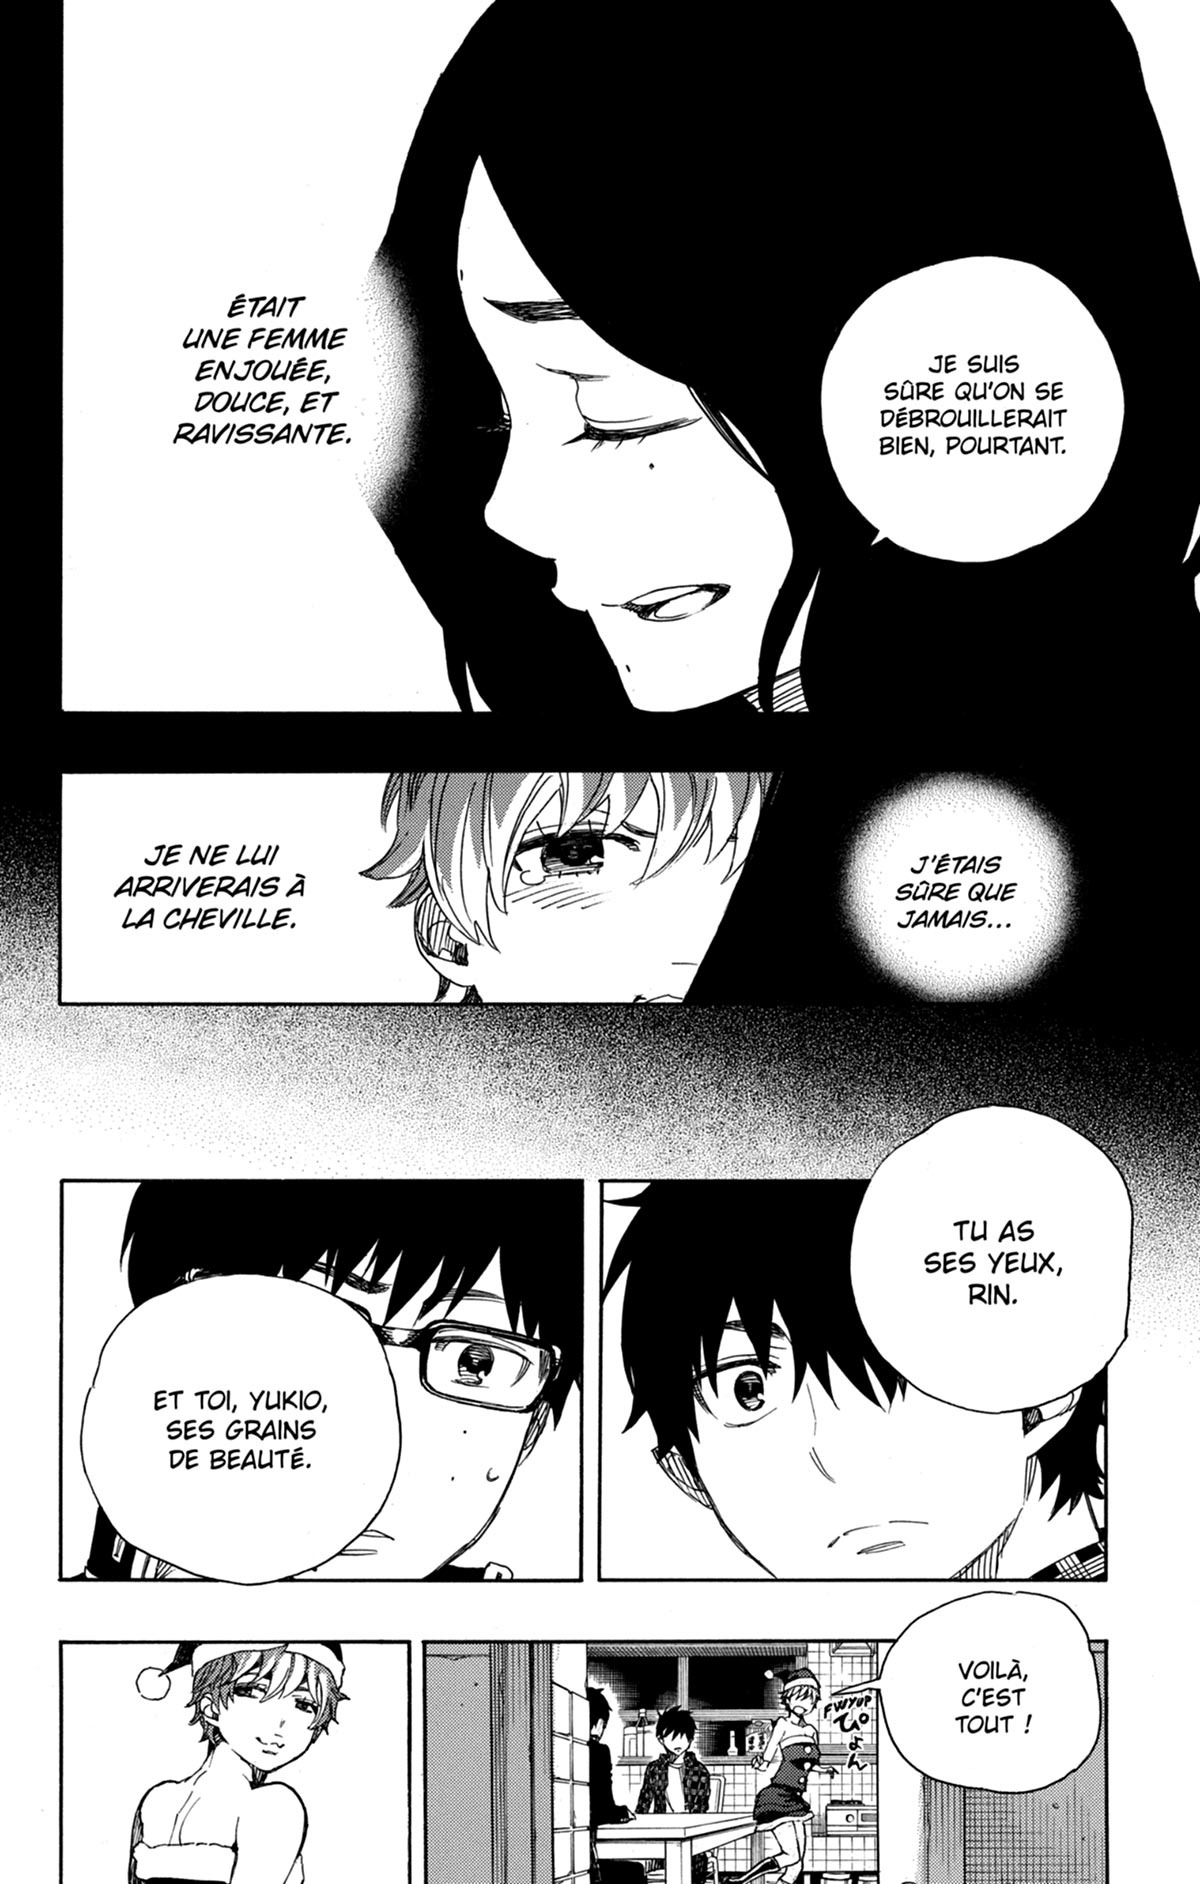 JE SUIS
SÛRE QU'ON SE
DÉBROUILLERAIT
BIEN, POURTANT.
ÉTAIT
UNE FEMME
ENJOUÉE,
DOUCE, ET
RAVISSANTE.
J'ÉTAIS
SÛRE QUE
JAMAIS...
JE NE LUI
ARRIVERAIS À
LA CHEVILLE.
TU AS
SES YEUX,
RIN.
ET TOI, YUKIO,
SES GRAINS
DE BEAUTÉ.
VOILÀ,
C'EST
TOUT !
FWYUP
ぴょん